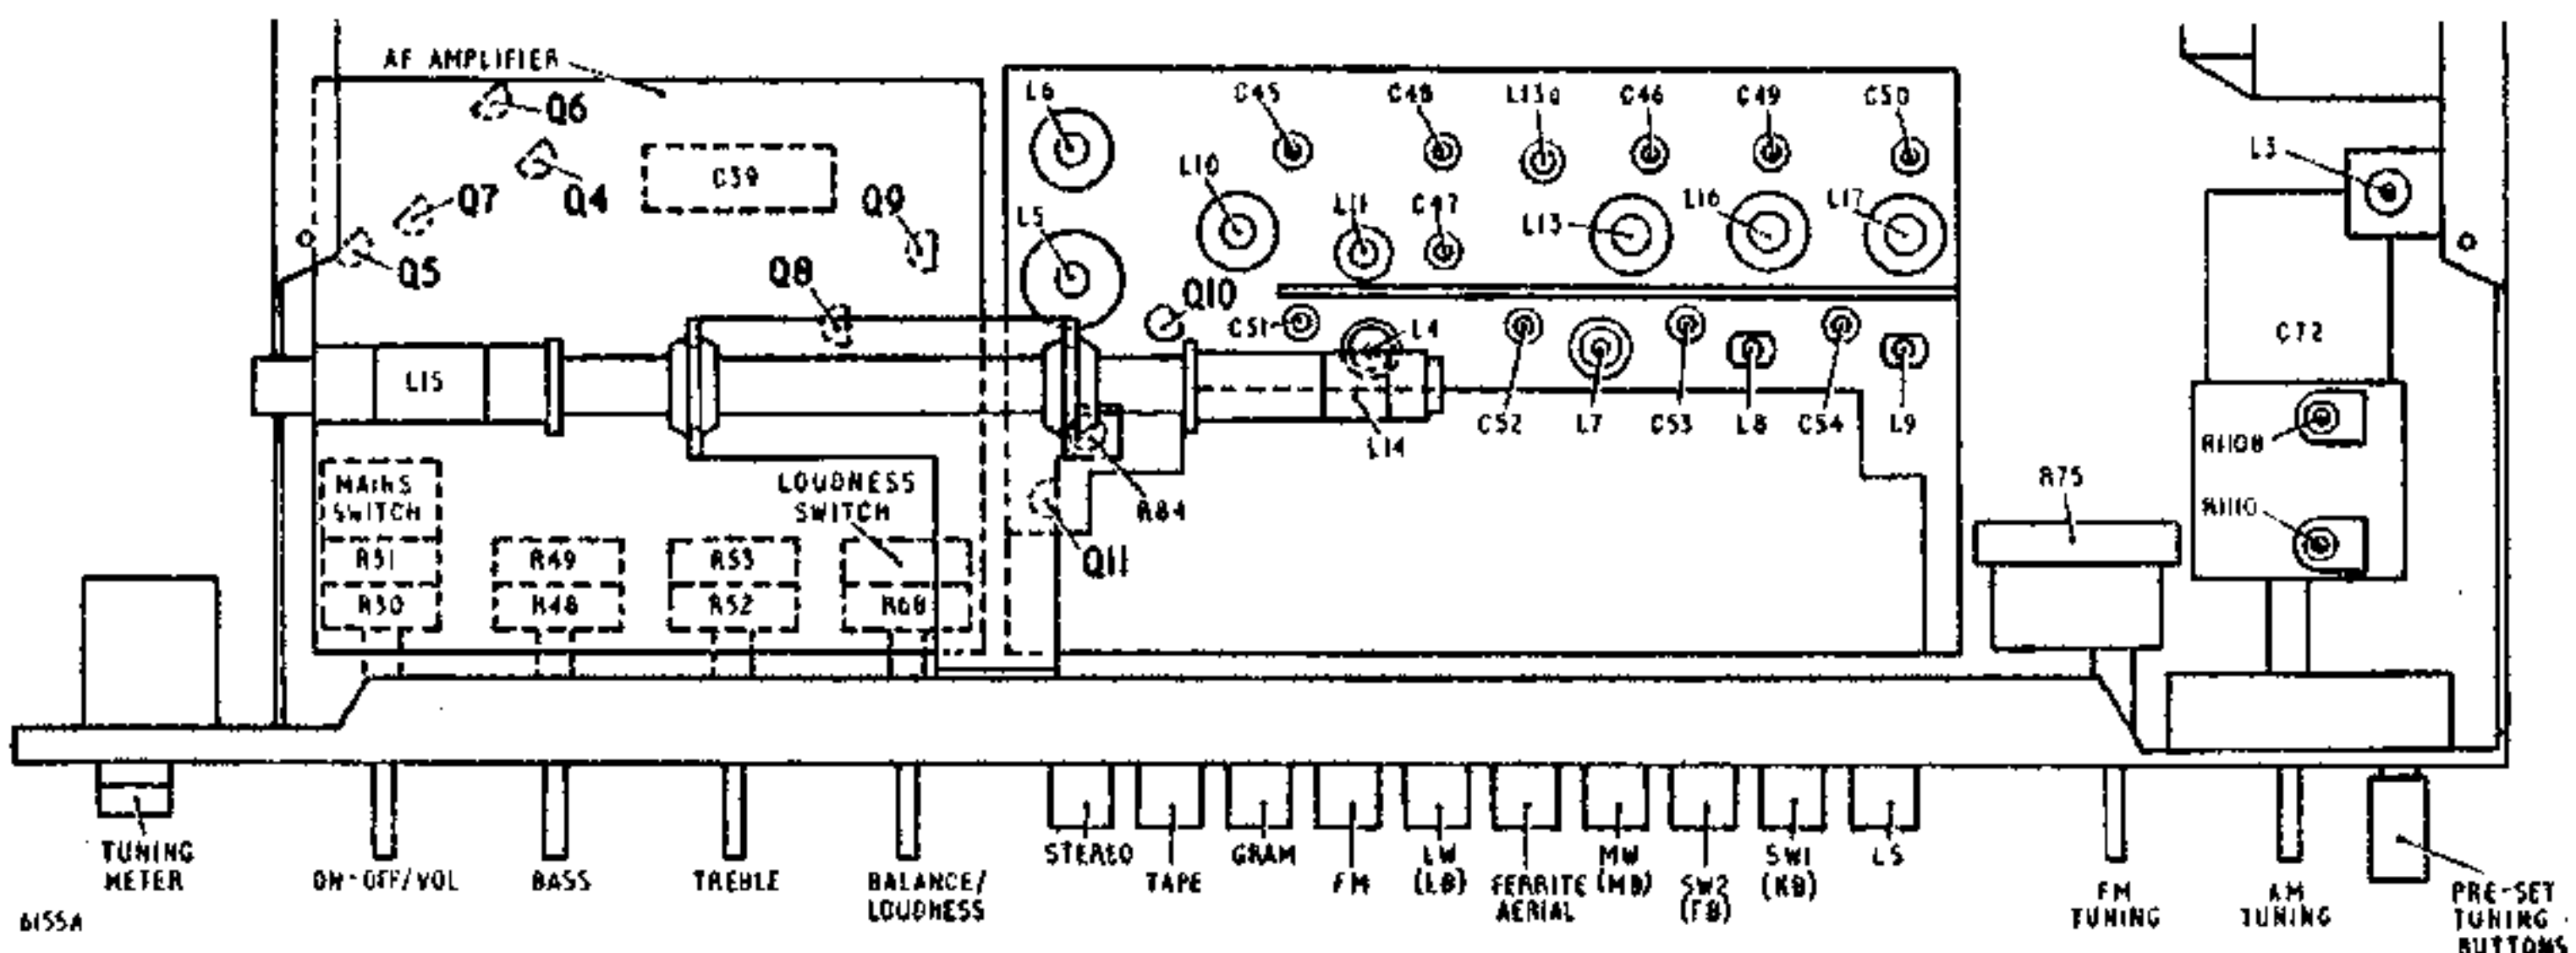 AF AMPLIFIER
Q6
Q4
Q7
Q5
C39
Q9
Q8
L6
C45
C48
L13a
C46
C49
C50
L10
L5
L11
C47
L13
L16
L17
L3
Q10
C51
L4
C72
L15
L14
C52
L7
C53
L8
C54
L9
R1108
R1110
MAINS
SWITCH
LOUDNESS
SWITCH
R84
Q11
R75
R51
R49
R53
R50
R48
R52
R68
TUNING
METER
ON-OFF/VOL
BASS
TREBLE
BALANCE/
LOUDNESS
STEREO
TAPE
GRAM
FM
LW
(LB)
FERRITE
AERIAL
MW
(MB)
SW2
(FB)
SW1
(KB)
LS
FM
TUNING
AM
TUNING
PRE-SET
TUNING
BUTTONS
6155A